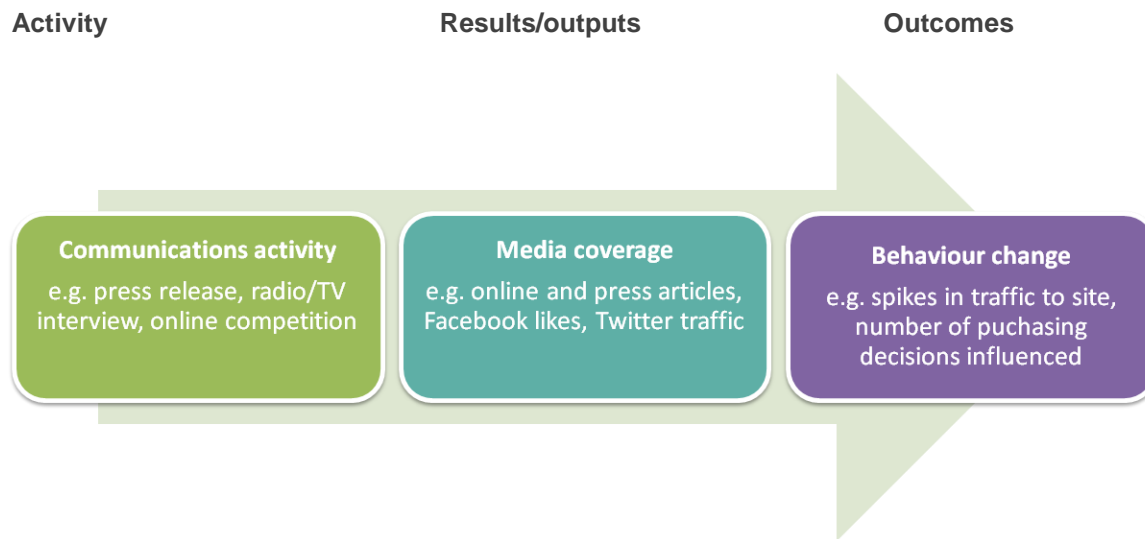 Activity
Results/outputs
Outcomes
Communications activity
e.g. press release, radio/TV
interview, online competition
Media coverage
e.g. online and press articles,
Facebook likes, Twitter traffic
Behaviour change
e.g. spikes in traffic to site,
number of puchasing
decisions influenced